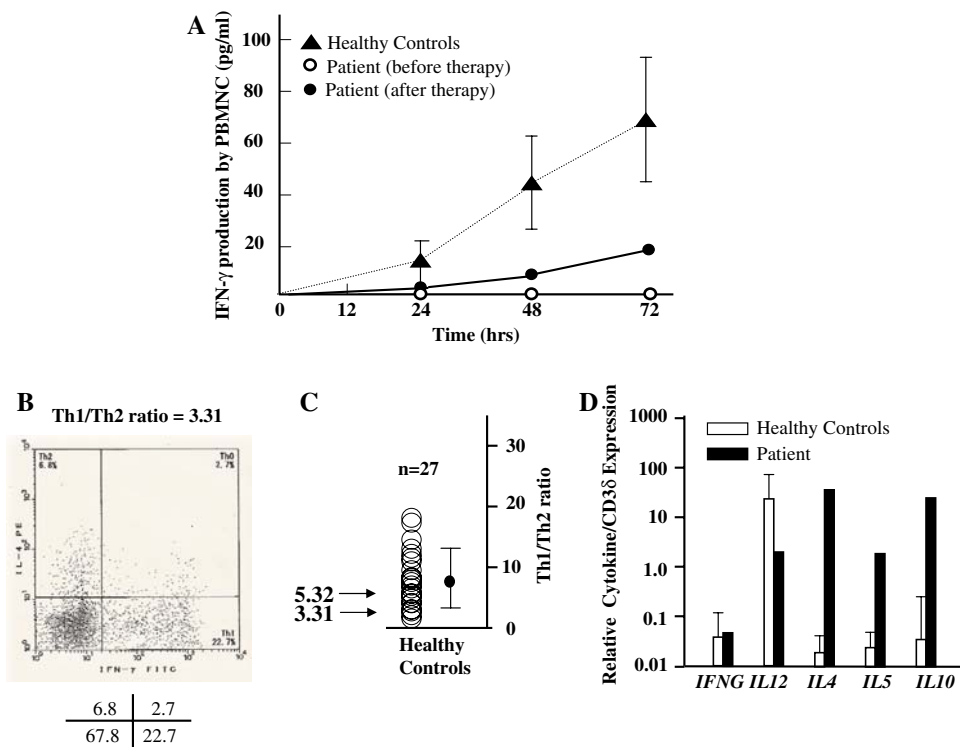 A
IFN-γ production by PBMNC (pg/ml)
100
80
60
40
20
Healthy Controls
Patient (before therapy)
Patient (after therapy)
0
12
24
48
72
Time (hrs)
B
Th1/Th2 ratio = 3.31
Th2
6.8%
Th0
2.7%
Th1
22.7%
IL-4 PE
IFN-γ FITC
6.8 2.7
67.8 22.7
C
n=27
30
20
10
0
Th1/Th2 ratio
5.32
3.31
Healthy
Controls
D
Relative Cytokine/CD3δ Expression
1000
100
10
1.0
0.1
0.01
Healthy Controls
Patient
IFNG IL12 IL4 IL5 IL10